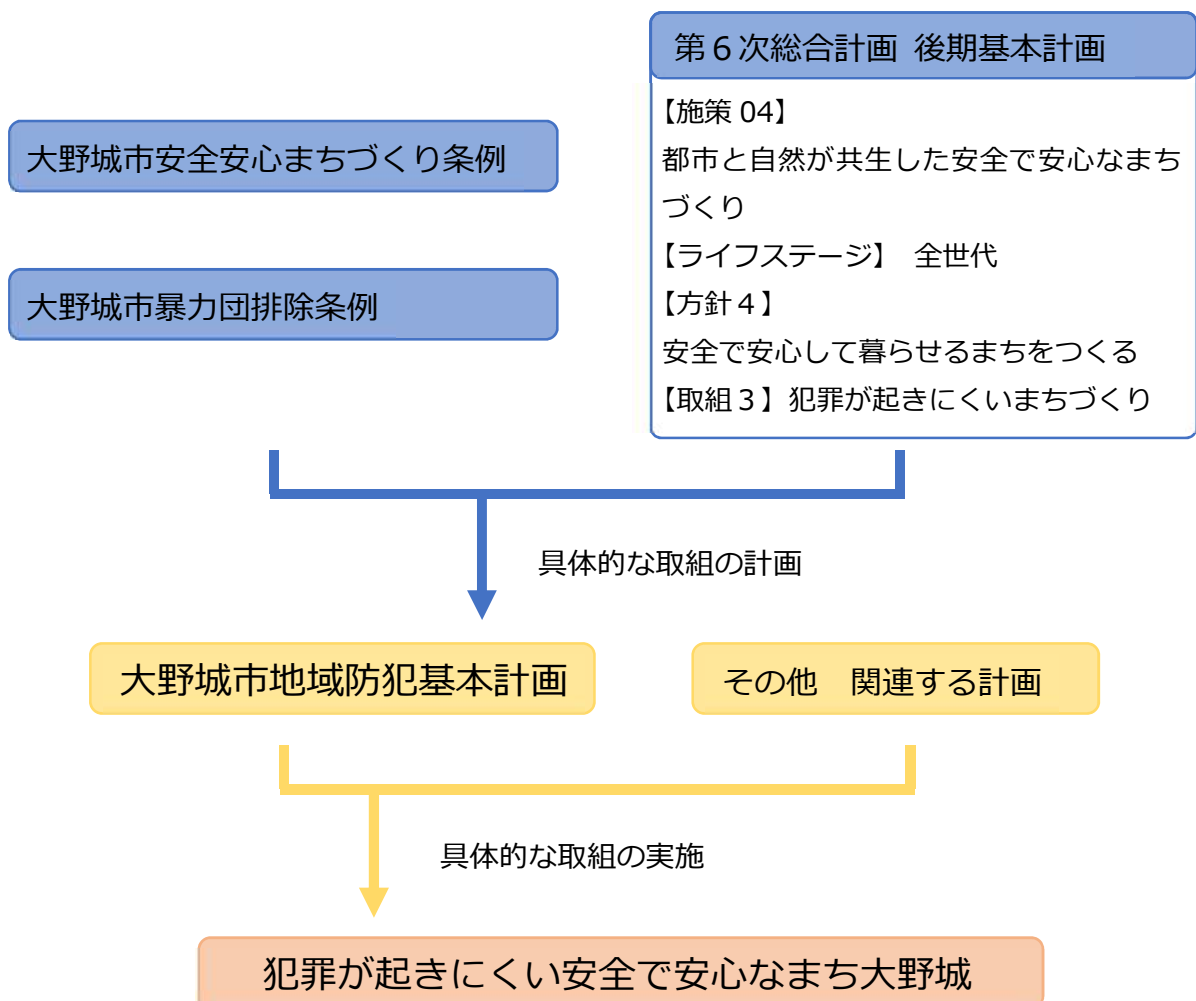 大野城市安全安心まちづくり条例
大野城市暴力団排除条例
第６次総合計画 後期基本計画
【施策 04】
都市と自然が共生した安全で安心なまち
づくり
【ライフステージ】　全世代
【方針４】
安全で安心して暮らせるまちをつくる
【取組３】犯罪が起きにくいまちづくり
具体的な取組の計画
大野城市地域防犯基本計画
その他　関連する計画
具体的な取組の実施
犯罪が起きにくい安全で安心なまち大野城